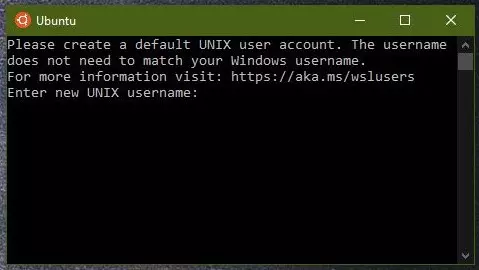 Ubuntu
Please create a default UNIX user account. The username
does not need to match your Windows username.
For more information visit: https://aka.ms/wslusers
Enter new UNIX username: